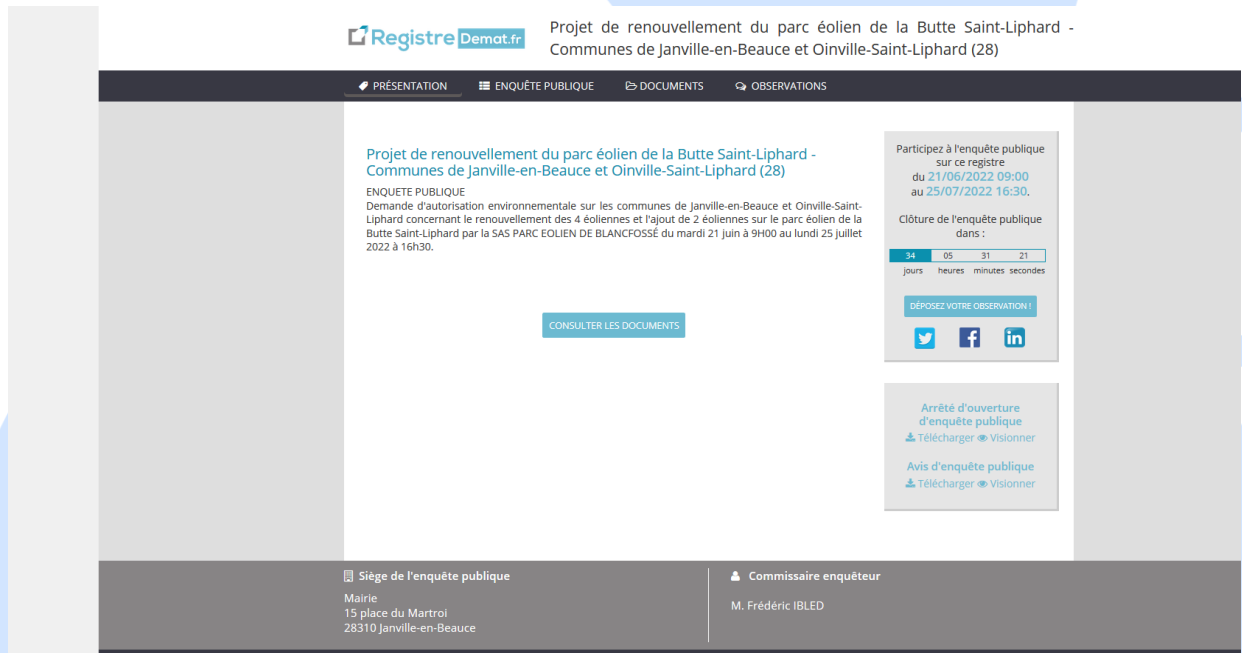 Registre Demat.fr
Projet de renouvellement du parc éolien de la Butte Saint-Liphard -
Communes de Janville-en-Beauce et Oinville-Saint-Liphard (28)
PRÉSENTATION
ENQUÊTE PUBLIQUE
DOCUMENTS
OBSERVATIONS
Projet de renouvellement du parc éolien de la Butte Saint-Liphard -
Communes de Janville-en-Beauce et Oinville-Saint-Liphard (28)
ENQUETE PUBLIQUE
Demande d'autorisation environnementale sur les communes de Janville-en-Beauce et Oinville-Saint-
Liphard concernant le renouvellement des 4 éoliennes et l'ajout de 2 éoliennes sur le parc éolien de la
Butte Saint-Liphard par la SAS PARC EOLIEN DE BLANCFOSSÉ du mardi 21 juin à 9H00 au lundi 25 juillet
2022 à 16h30.
CONSULTER LES DOCUMENTS
Participez à l'enquête publique
sur ce registre
du 21/06/2022 09:00
au 25/07/2022 16:30.
Clôture de l'enquête publique
dans :
34 05 31 21
jours heures minutes secondes
DÉPOSEZ VOTRE OBSERVATION !
Arrêté d'ouverture
d'enquête publique
Télécharger Visionner
Avis d'enquête publique
Télécharger Visionner
Siège de l'enquête publique
Mairie
15 place du Martroi
28310 Janville-en-Beauce
Commissaire enquêteur
M. Frédéric IBLED